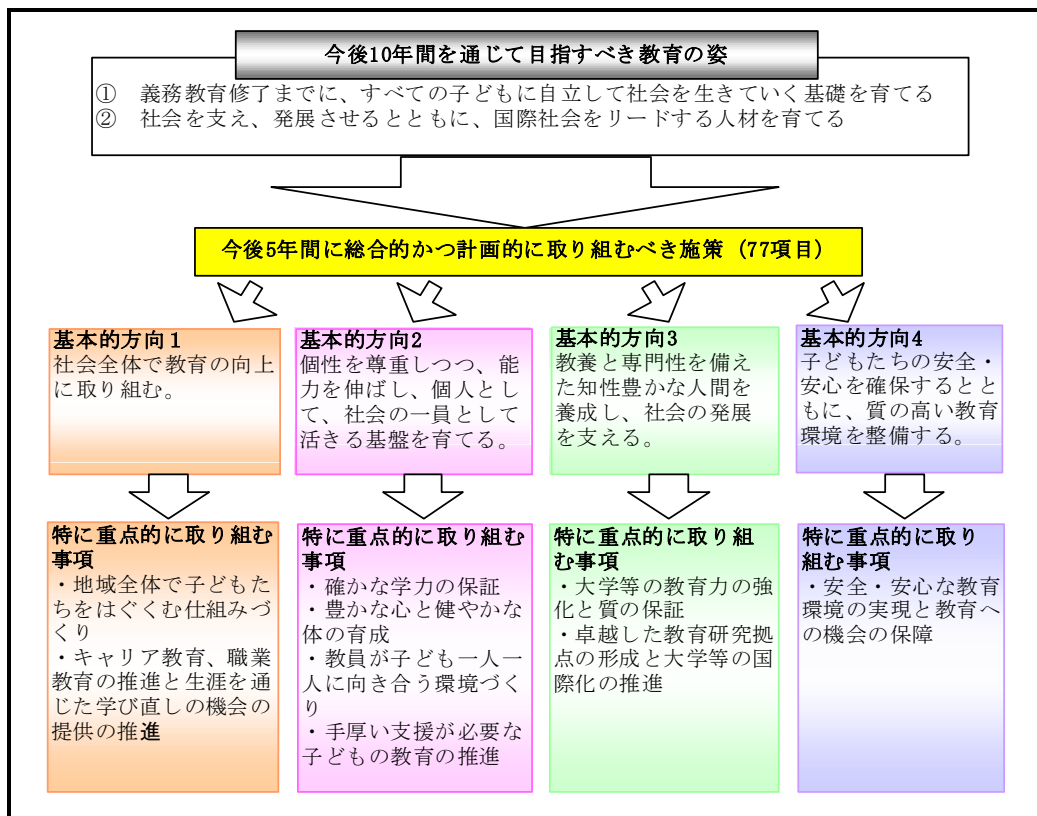 今後10年間を通じて目指すべき教育の姿
① 義務教育修了までに、すべての子どもに自立して社会を生きていく基礎を育てる
② 社会を支え、発展させるとともに、国際社会をリードする人材を育てる
今後5年間に総合的かつ計画的に取り組むべき施策（77項目）
基本的方向1
社会全体で教育の向上
に取り組む。
基本的方向2
個性を尊重しつつ、能
力を伸ばし、個人とし
て、社会の一員として
活きる基盤を育てる。
基本的方向3
教養と専門性を備え
た知性豊かな人間を
養成し、社会の発展
を支える。
基本的方向4
子どもたちの安全・
安心を確保するとと
もに、質の高い教育
環境を整備する。
特に重点的に取り組む
事項
・地域全体で子どもた
ちをはぐくむ仕組みづ
くり
・キャリア教育、職業
教育の推進と生涯を通
じた学び直しの機会の
提供の推進
特に重点的に取り組む
事項
・確かな学力の保証
・豊かな心と健やかな
体の育成
・教員が子ども一人一
人に向き合う環境づく
り
・手厚い支援が必要な
子どもの教育の推進
特に重点的に取り組
む事項
・大学等の教育力の強
化と質の保証
・卓越した教育研究拠
点の形成と大学等の国
際化の推進
特に重点的に取り
組む事項
・安全・安心な教育
環境の実現と教育へ
の機会の保障